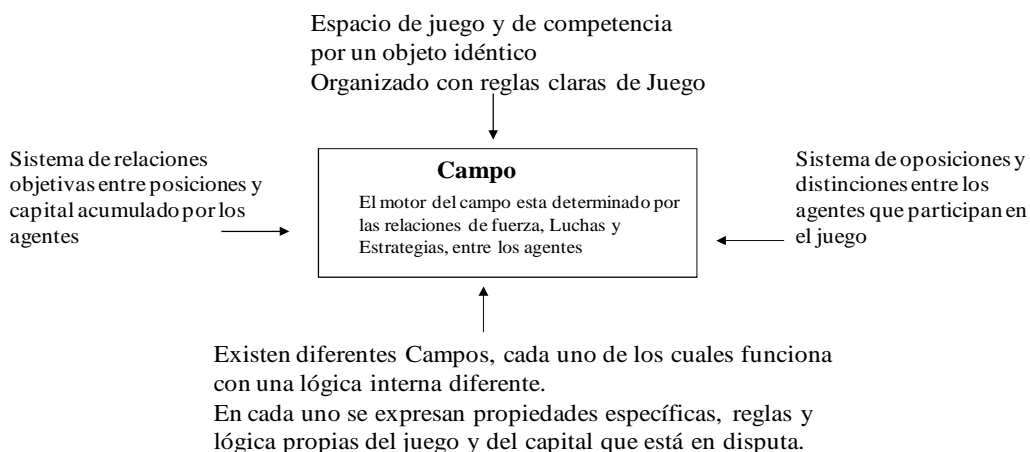 Espacio de juego y de competencia
por un objeto idéntico
Organizado con reglas claras de Juego
Sistema de relaciones
objetivas entre posiciones y
capital acumulado por los
agentes
Campo
El motor del campo esta determinado por
las relaciones de fuerza, Luchas y
Estrategias, entre los agentes
Sistema de oposiciones y
distinciones entre los
agentes que participan en
el juego
Existen diferentes Campos, cada uno de los cuales funciona
con una lógica interna diferente.
En cada uno se expresan propiedades específicas, reglas y
lógica propias del juego y del capital que está en disputa.